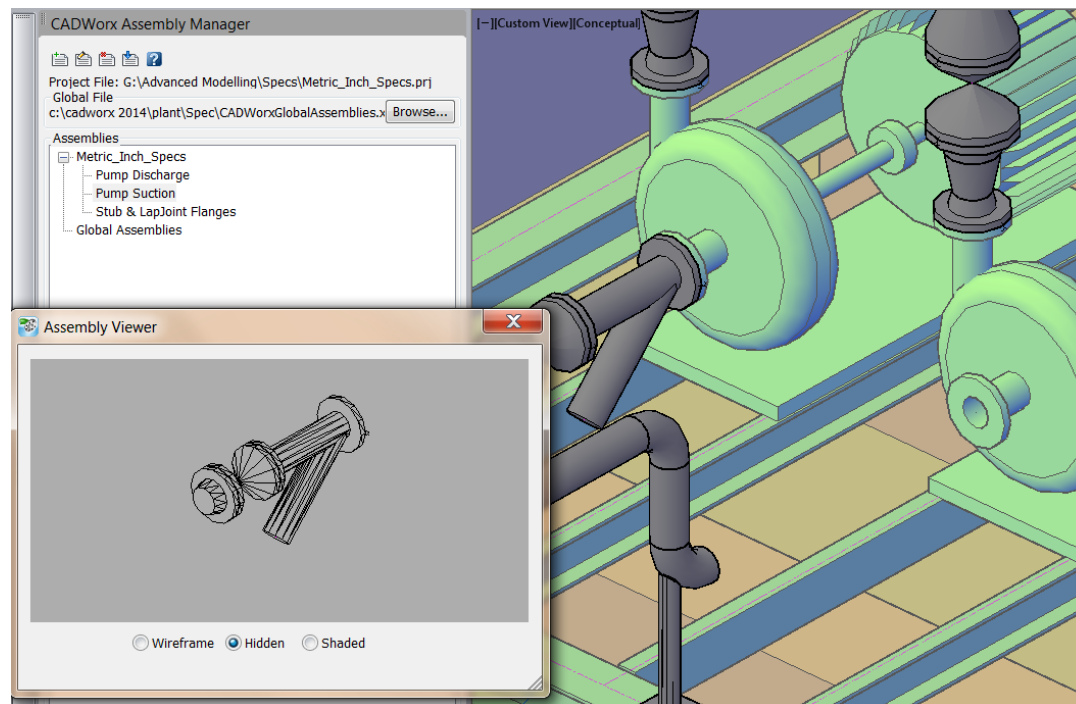 CADWorx Assembly Manager
[−][Custom View][Conceptual]
Project File: G:\Advanced Modelling\Specs\Metric_Inch_Specs.prj
Global File
c:\cadworx 2014\plant\Spec\CADWorxGlobalAssemblies.x
Browse...
Assemblies
Metric_Inch_Specs
Pump Discharge
Pump Suction
Stub & LapJoint Flanges
Global Assemblies
Assembly Viewer
Wireframe Hidden Shaded